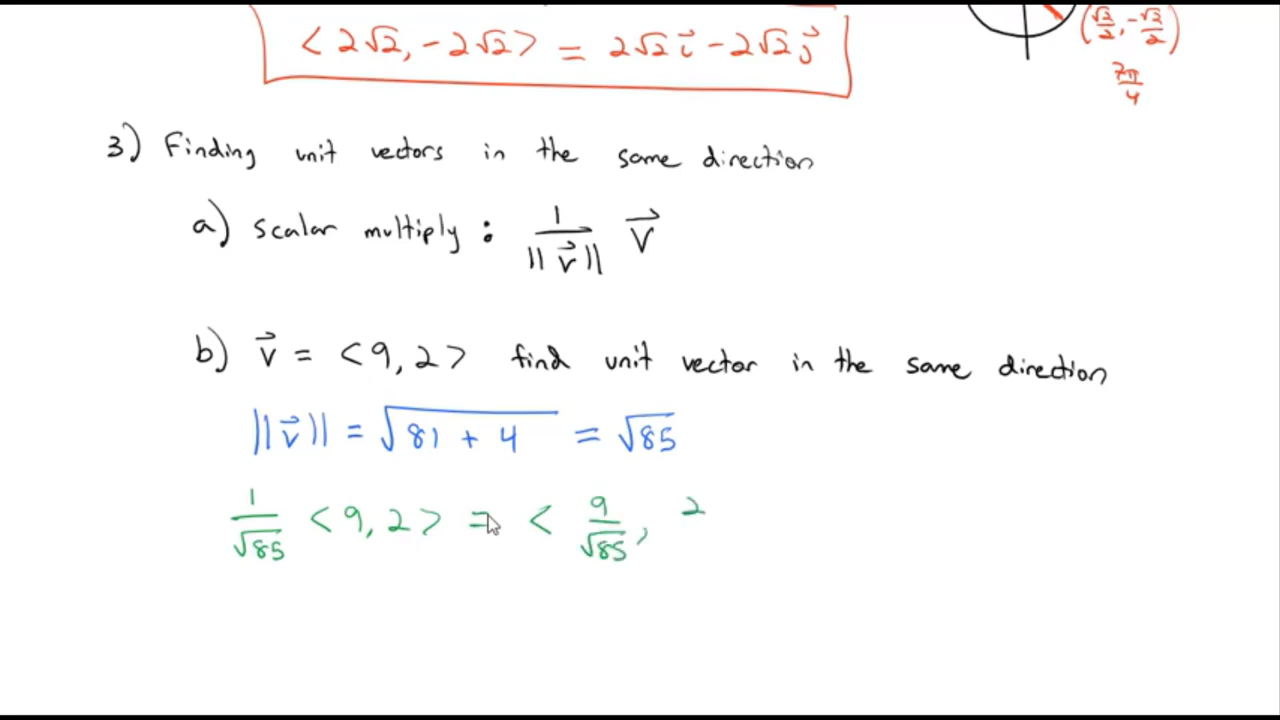 <2√2, -2√2> = 2√2 i⃗ - 2√2 j⃗
(√2/2, -√2/2)
7π/4
3) Finding unit vectors in the same direction
a) scalar multiply : 1/||v⃗|| v⃗
b) v⃗ = <9, 2> find unit vector in the same direction
||v⃗|| = √81 + 4 = √85
1/√85 <9, 2> = < 9/√85, 2